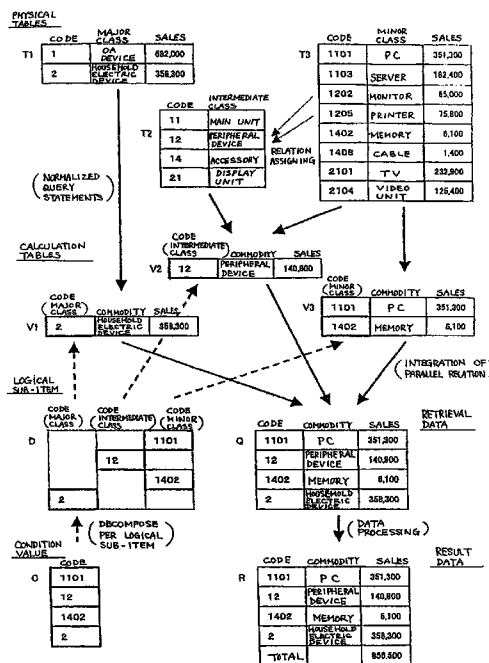 PHYSICAL
TABLES
T1
CODE MAJOR CLASS SALES
1 OA DEVICE 682,000
2 HOUSEHOLD ELECTRIC DEVICE 358,300
T2
CODE INTERMEDIATE CLASS
11 MAIN UNIT
12 PERIPHERAL DEVICE
14 ACCESSORY
21 DISPLAY UNIT
T3
CODE MINOR CLASS SALES
1101 PC 351,300
1103 SERVER 182,400
1202 MONITOR 65,000
1205 PRINTER 75,800
1402 MEMORY 6,100
1408 CABLE 1,400
2101 TV 232,900
2104 VIDEO UNIT 125,400
RELATION
ASSIGNING
(NORMALIZED
QUERY
STATEMENTS)
CALCULATION
TABLES
V2
CODE (INTERMEDIATE CLASS) COMMODITY SALES
12 PERIPHERAL DEVICE 140,800
V1
CODE (MAJOR CLASS) COMMODITY SALES
2 HOUSEHOLD ELECTRIC DEVICE 358,300
V3
CODE (MINOR CLASS) COMMODITY SALES
1101 PC 351,300
1402 MEMORY 6,100
(INTEGRATION OF
PARALLEL RELATION
LOGICAL
SUB-ITEM
D
CODE (MAJOR CLASS) CODE (INTERMEDIATE CLASS) CODE (MINOR CLASS)
1101
12
1402
2
RETRIEVAL
DATA
Q
CODE COMMODITY SALES
1101 PC 351,300
12 PERIPHERAL DEVICE 140,800
1402 MEMORY 6,100
2 HOUSEHOLD ELECTRIC DEVICE 358,300
(DECOMPOSE
PER LOGICAL
SUB-ITEM)
(DATA
PROCESSING)
CONDITION
VALUE
C
CODE
1101
12
1402
2
RESULT
DATA
R
CODE COMMODITY SALES
1101 PC 351,300
12 PERIPHERAL DEVICE 140,800
1402 MEMORY 6,100
2 HOUSEHOLD ELECTRIC DEVICE 358,300
TOTAL 856,500